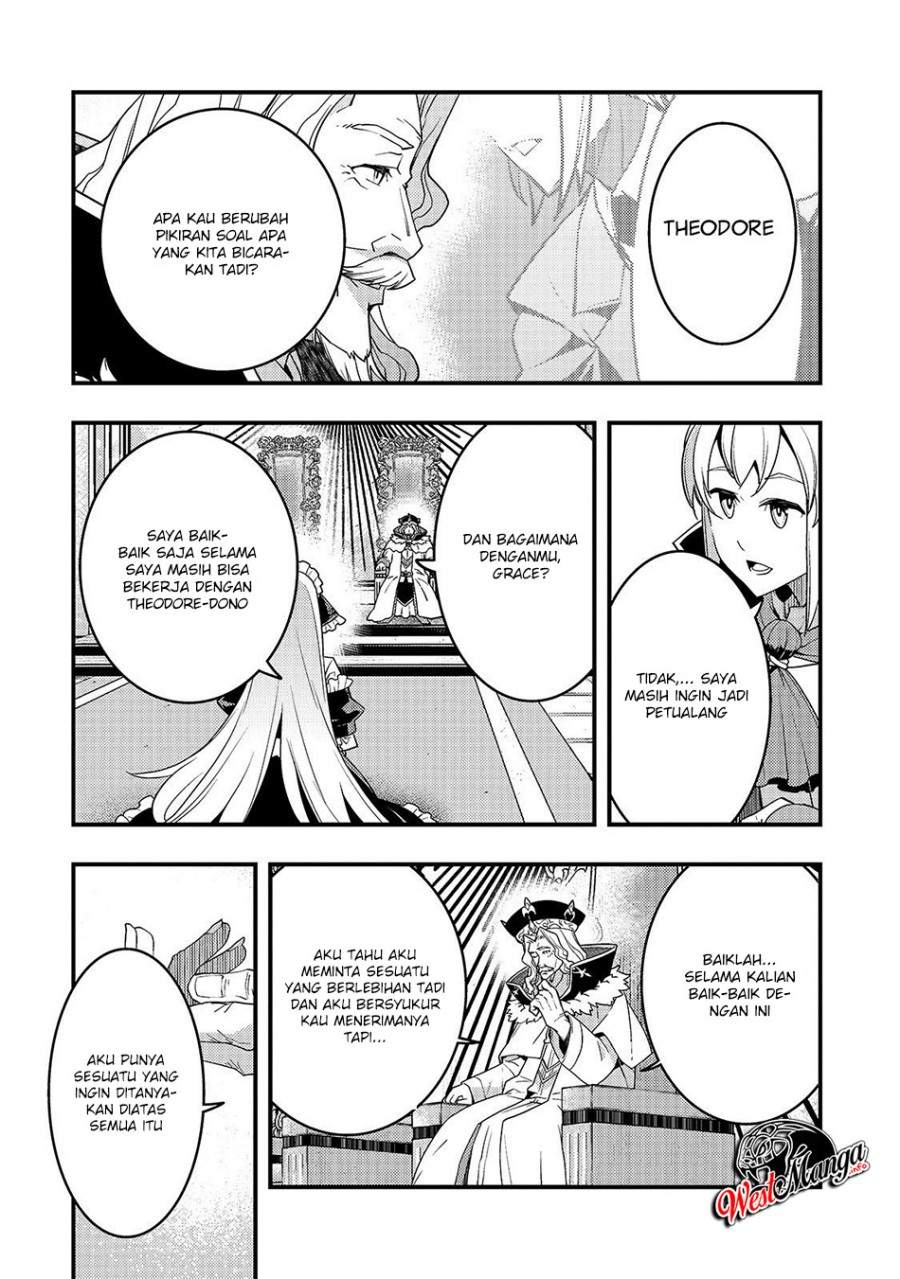 THEODORE
APA KAU BERUBAH
PIKIRAN SOAL APA
YANG KITA BICARA-
KAN TADI?
TIDAK,... SAYA
MASIH INGIN JADI
PETUALANG
DAN BAGAIMANA
DENGANMU,
GRACE?
SAYA BAIK-
BAIK SAJA SELAMA
SAYA MASIH BISA
BEKERJA DENGAN
THEODORE-DONO
BAIKLAH...
SELAMA KALIAN
BAIK-BAIK DE-
NGAN INI
AKU TAHU AKU
MEMINTA SESUATU
YANG BERLEBIHAN TADI
DAN AKU BERSYUKUR
KAU MENERIMANYA
TAPI...
AKU PUNYA
SESUATU YANG
INGIN DITANYA-
KAN DIATAS
SEMUA ITU
WestManga
.info